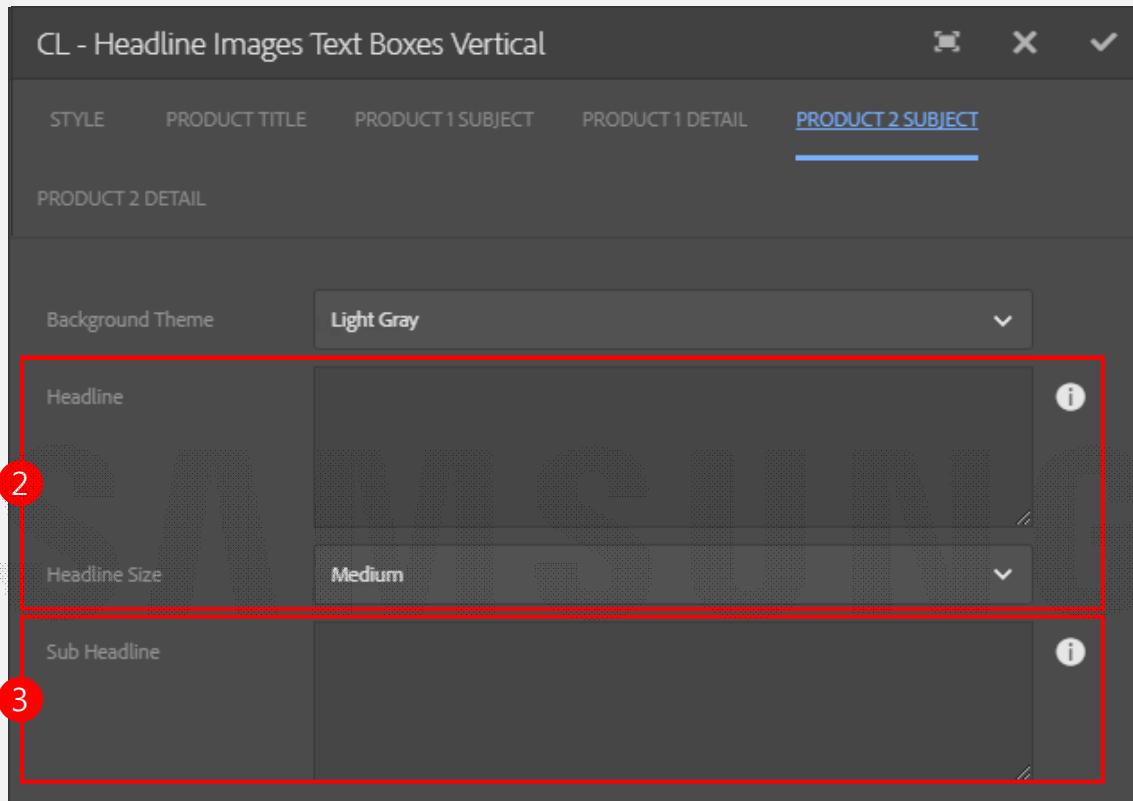 CL - Headline Images Text Boxes Vertical
STYLE PRODUCT TITLE PRODUCT 1 SUBJECT PRODUCT 1 DETAIL PRODUCT 2 SUBJECT
PRODUCT 2 DETAIL
Background Theme Light Gray
Headline i
2
SAMSUNG
Headline Size Medium
Sub Headline i
3